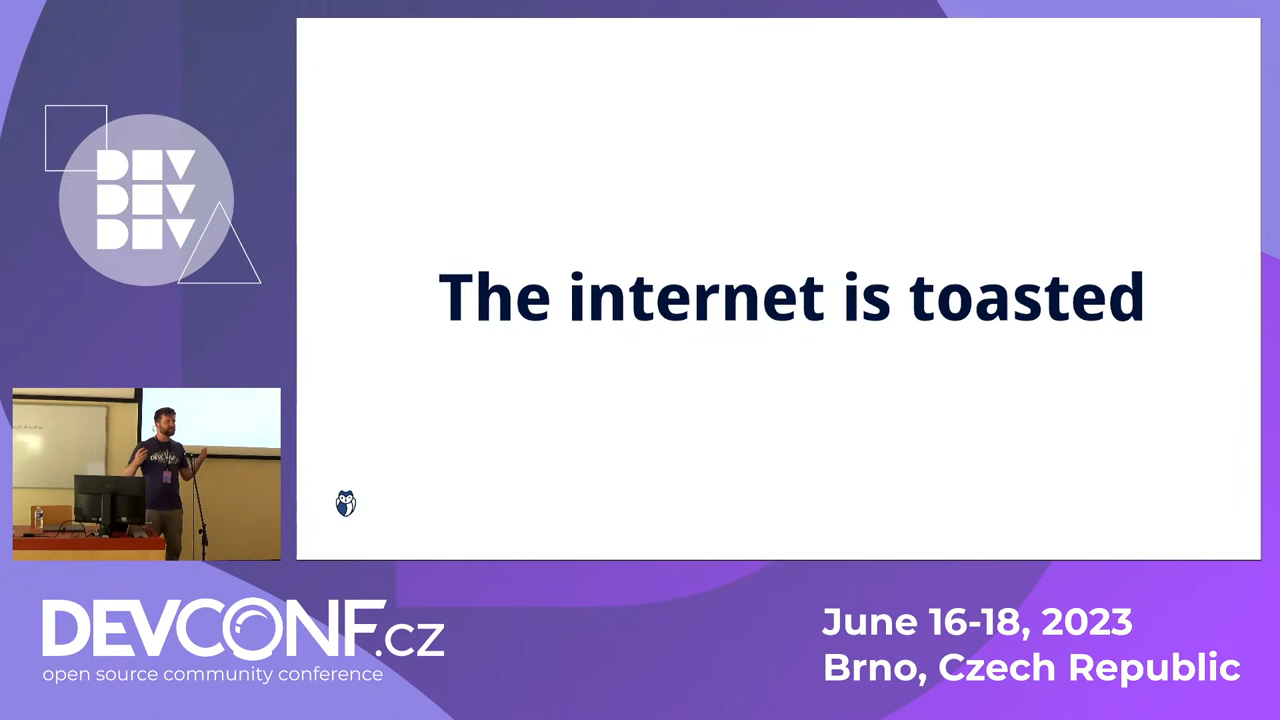 DEV
DEV
DEV
The internet is toasted
DEVCONF.cz
open source community conference
June 16-18, 2023
Brno, Czech Republic